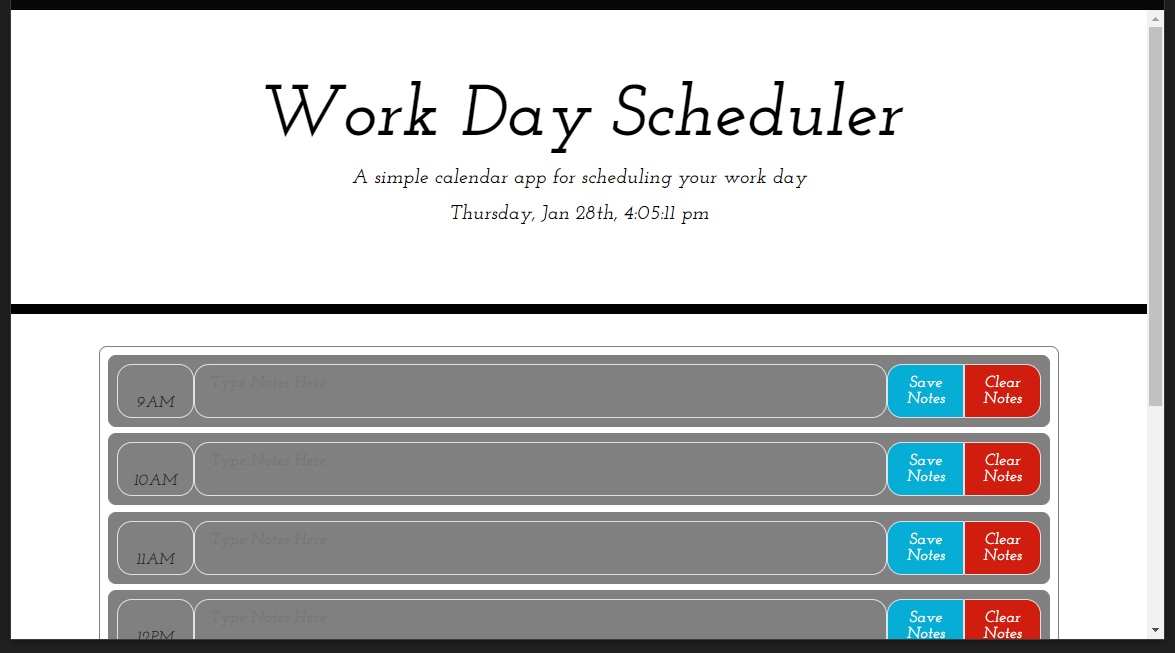 Work Day Scheduler
A simple calendar app for scheduling your work day
Thursday, Jan 28th, 4:05:11 pm
9AM
Type Notes Here
Save
Notes
Clear
Notes
10AM
Type Notes Here
Save
Notes
Clear
Notes
11AM
Type Notes Here
Save
Notes
Clear
Notes
12PM
Type Notes Here
Save
Notes
Clear
Notes